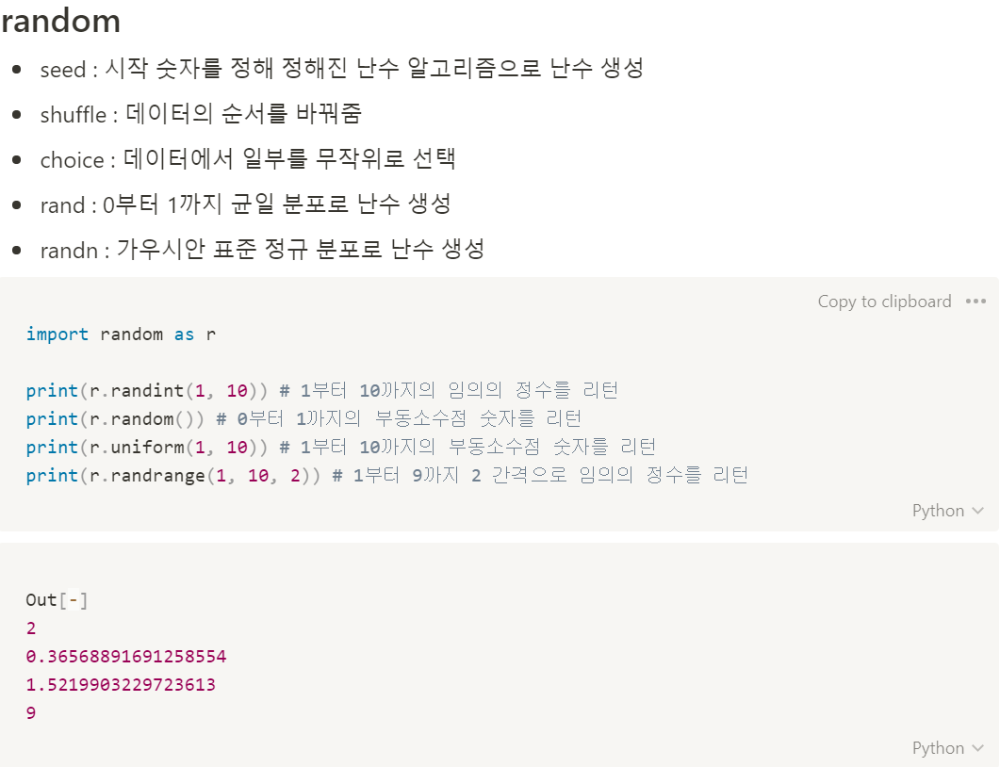 random
• seed : 시작 숫자를 정해 정해진 난수 알고리즘으로 난수 생성
• shuffle : 데이터의 순서를 바꿔줌
• choice : 데이터에서 일부를 무작위로 선택
• rand : 0부터 1까지 균일 분포로 난수 생성
• randn : 가우시안 표준 정규 분포로 난수 생성
Copy to clipboard •••
import random as r
print(r.randint(1, 10)) # 1부터 10까지의 임의의 정수를 리턴
print(r.random()) # 0부터 1까지의 부동소수점 숫자를 리턴
print(r.uniform(1, 10)) # 1부터 10까지의 부동소수점 숫자를 리턴
print(r.randrange(1, 10, 2)) # 1부터 9까지 2 간격으로 임의의 정수를 리턴
Python
Out[-]
2
0.36568891691258554
1.5219903229723613
9
Python